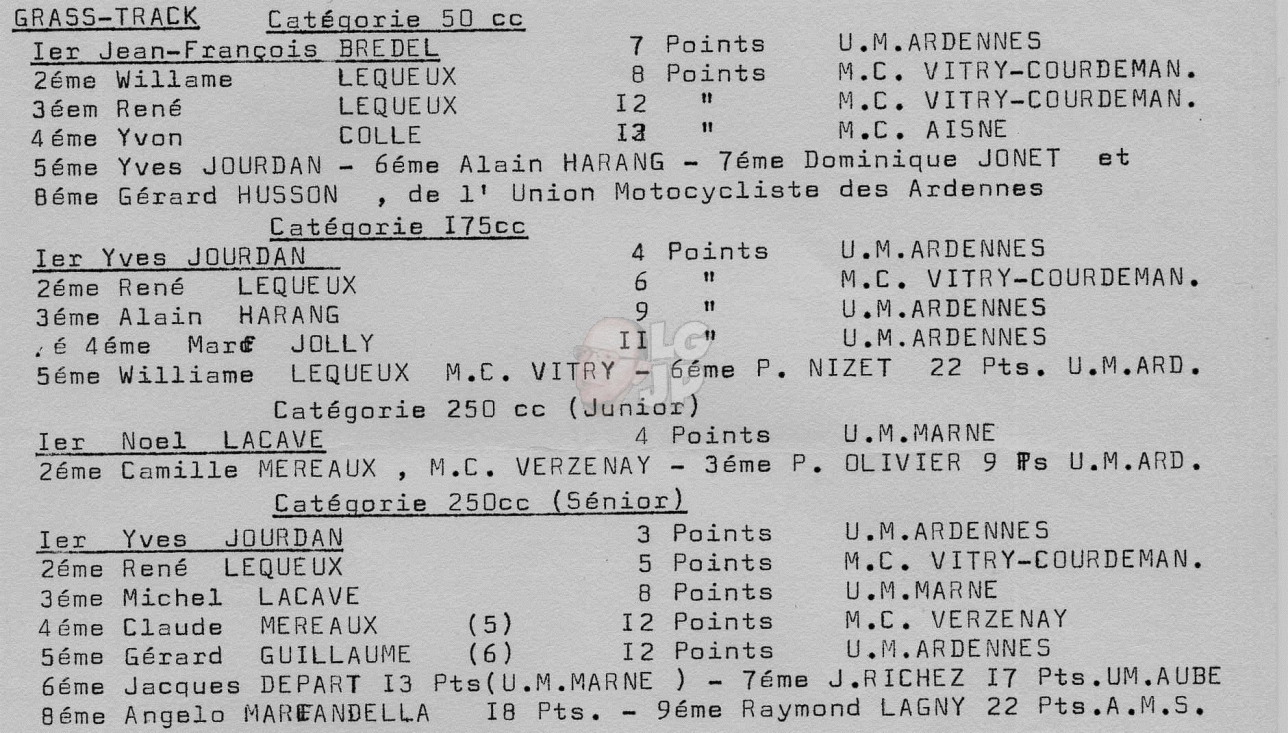 GRASS-TRACK Catégorie 50 cc
Ier Jean-François BREDEL 7 Points U.M.ARDENNES
2éme Willame LEQUEUX 8 Points M.C. VITRY-COURDEMAN.
3éem René LEQUEUX I2 " M.C. VITRY-COURDEMAN.
4éme Yvon COLLE I3 " M.C. AISNE
5éme Yves JOURDAN - 6éme Alain HARANG - 7éme Dominique JONET et
8éme Gérard HUSSON , de l' Union Motocycliste des Ardennes
Catégorie I75cc
Ier Yves JOURDAN 4 Points U.M.ARDENNES
2éme René LEQUEUX 6 " M.C. VITRY-COURDEMAN.
3éme Alain HARANG 9 " U.M.ARDENNES
é 4éme Marc JOLLY II " U.M.ARDENNES
5éme Williame LEQUEUX M.C. VITRY - 6éme P. NIZET 22 Pts. U.M.ARD.
LGJV
Catégorie 250 cc (Junior)
Ier Noel LACAVE 4 Points U.M.MARNE
2éme Camille MEREAUX , M.C. VERZENAY - 3éme P. OLIVIER 9 Ps U.M.ARD.
Catégorie 250cc (Sénior)
Ier Yves JOURDAN 3 Points U.M.ARDENNES
2éme René LEQUEUX 5 Points M.C. VITRY-COURDEMAN.
3éme Michel LACAVE 8 Points U.M.MARNE
4éme Claude MEREAUX (5) I2 Points M.C. VERZENAY
5éme Gérard GUILLAUME (6) I2 Points U.M.ARDENNES
6éme Jacques DEPART I3 Pts(U.M.MARNE ) - 7éme J.RICHEZ I7 Pts.UM.AUBE
8éme Angelo I8 Pts. - 9éme Raymond LAGNY 22 Pts.A.M.S.